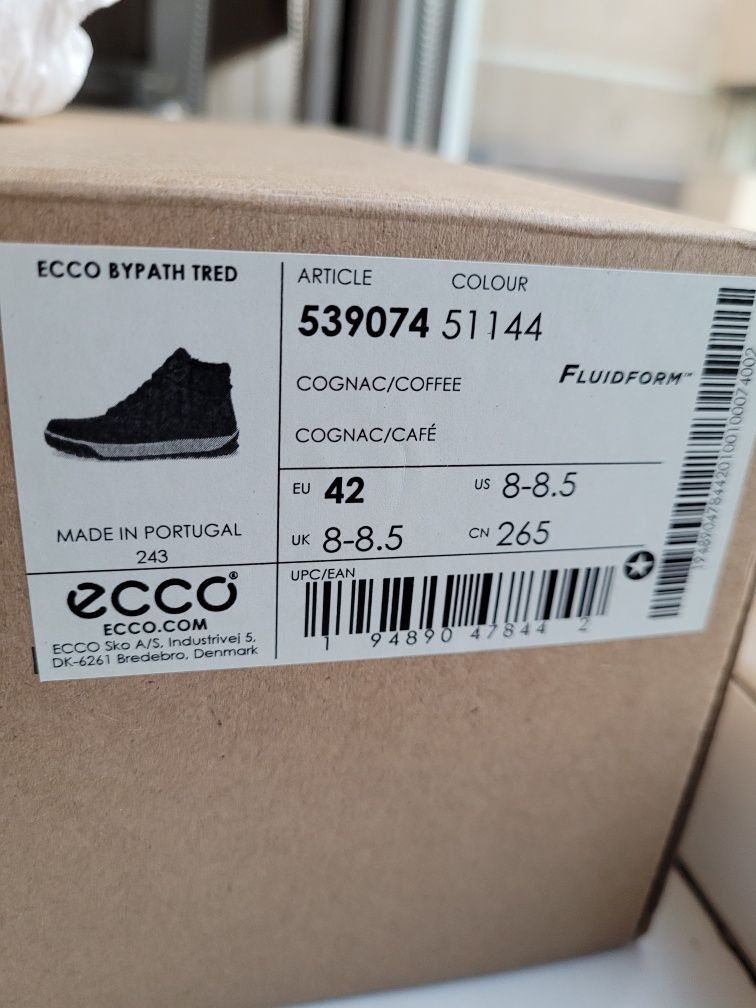 ECCO BYPATH TRED
MADE IN PORTUGAL
243
ecco®
ECCO.COM
ECCO Sko A/S, Industrivej 5,
DK-6261 Bredebro, Denmark
ARTICLE COLOUR
539074 51144
COGNAC/COFFEE
FLUIDFORM™
COGNAC/CAFÉ
EU 42 US 8-8.5
UK 8-8.5 CN 265
UPC/EAN
1 94890 47844 2